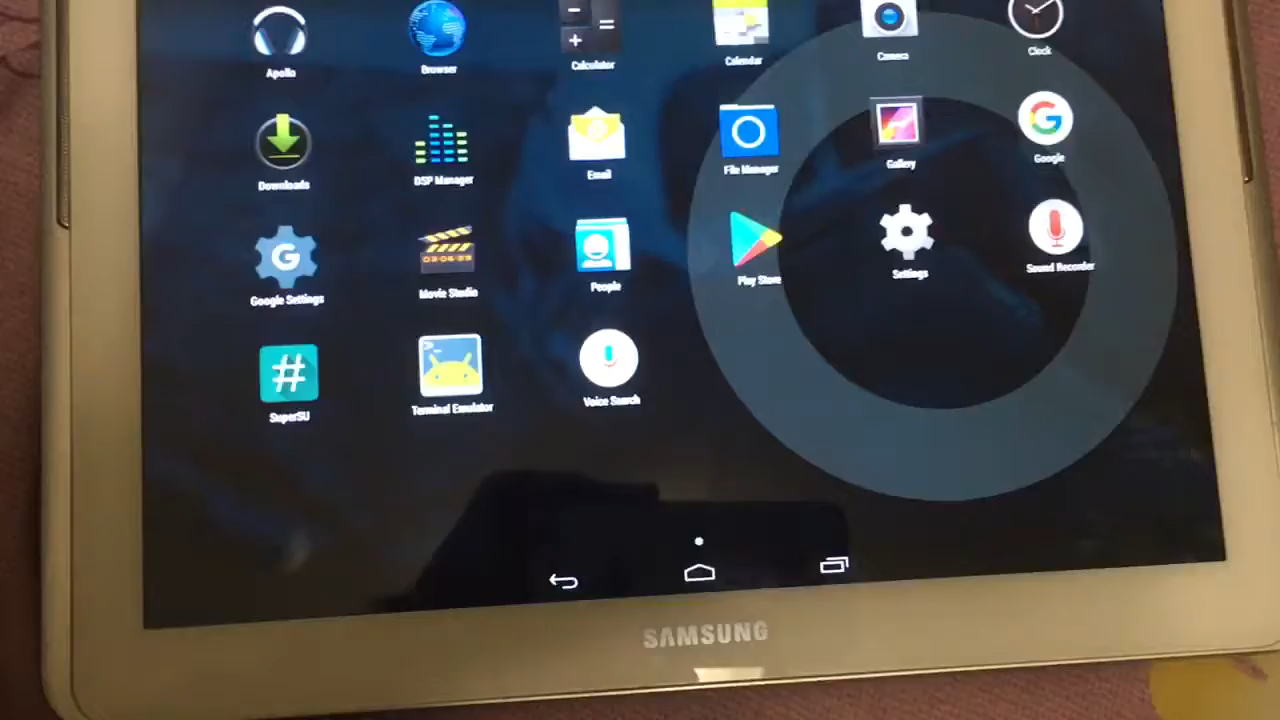 Apollo
Browser
Calculator
Calendar
Camera
Clock
Downloads
DSP Manager
Email
File Manager
Gallery
Google
Google Settings
Movie Studio
People
Play Store
Settings
Sound Recorder
SuperSU
Terminal Emulator
Voice Search
SAMSUNG